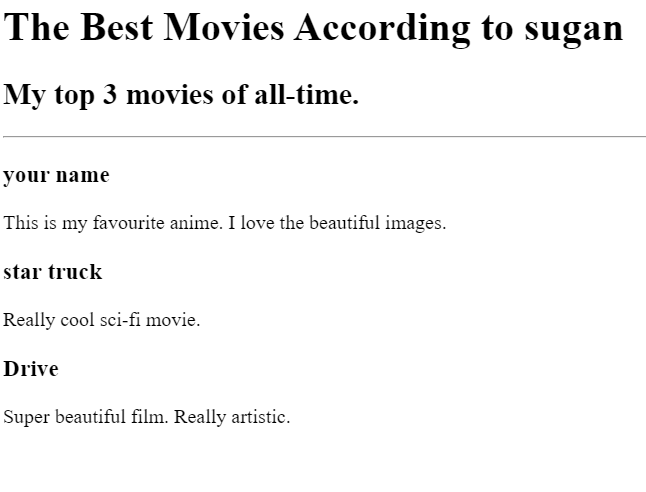 The Best Movies According to sugan
My top 3 movies of all-time.
your name
This is my favourite anime. I love the beautiful images.
star truck
Really cool sci-fi movie.
Drive
Super beautiful film. Really artistic.